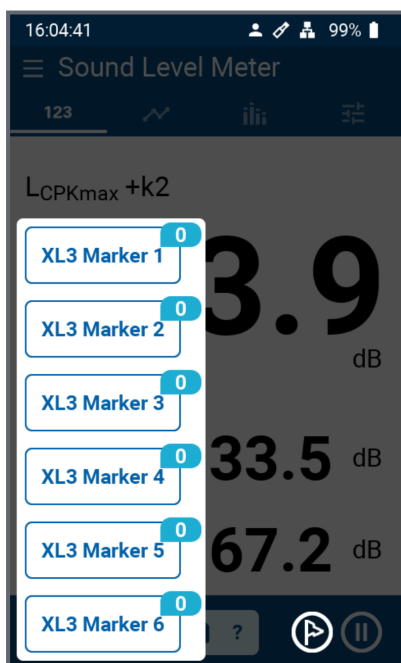 16:04:41 99%
Sound Level Meter
123
LCPKmax +k2
0
XL3 Marker 1
3.9
0
XL3 Marker 2
dB
0
XL3 Marker 3
0
XL3 Marker 4
33.5 dB
0
XL3 Marker 5
67.2 dB
0
XL3 Marker 6
?